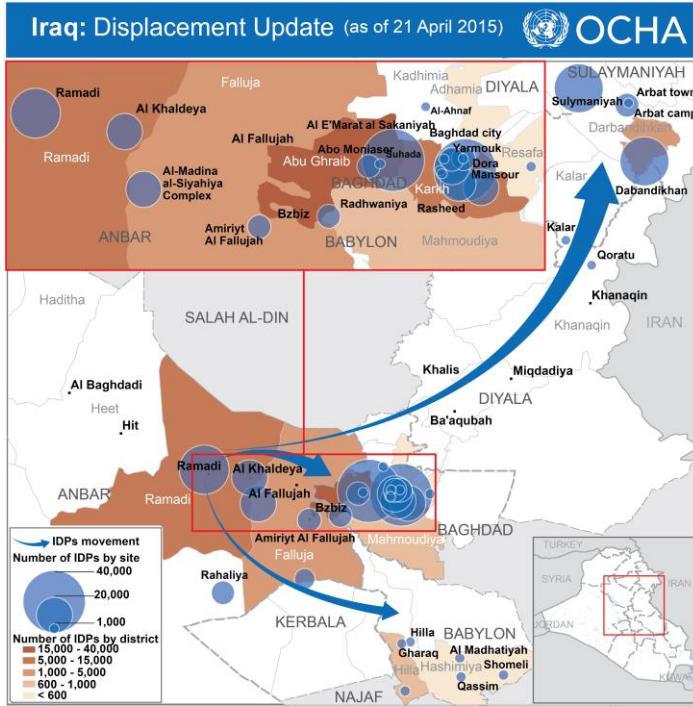 Iraq: Displacement Update (as of 21 April 2015)
OCHA
Ramadi
Falluja
Al Khaldeya
Kadhimia
Adhamia
DIYALA
Al-Ahnaf
Al E'Marat al Sakaniyah
Baghdad city
Al Fallujah
Abo Moniaser
Suhada
Yarmouk
Ramadi
Abu Ghraib
Dora
Resafa
Mansour
BAGHDAD
Karkh
Al-Madina
al-Siyahiya
Complex
Bzbiz
Radhwaniya
Rasheed
Amiriyt
Al Fallujah
ANBAR
BABYLON
Mahmoudiya
SULAYMANIYAH
Sulymaniyah
Arbat town
Arbat camp
Darbandihkan
Kalar
Dabandikhan
Kalar
Qoratu
Khanaqin
Khanaqin
IRAN
Haditha
SALAH AL-DIN
Al Baghdadi
Heet
Hit
Khalis
Miqdadiya
DIYALA
Ba'aqubah
Ramadi
Al Khaldeya
ANBAR
Ramadi
Al Fallujah
Bzbiz
BAGHDAD
Amiriyt Al Fallujah
Mahmoudiya
Falluja
Rahaliya
KERBALA
Hilla
BABYLON
Gharaq
Al Madhatiyah
Hilla
Hashimiya
Shomeli
Qassim
NAJAF
IDPs movement
Number of IDPs by site
40,000
20,000
1,000
Number of IDPs by district
15,000 - 40,000
5,000 - 15,000
1,000 - 5,000
600 - 1,000
< 600
TURKEY
SYRIA
IRAN
JORDAN